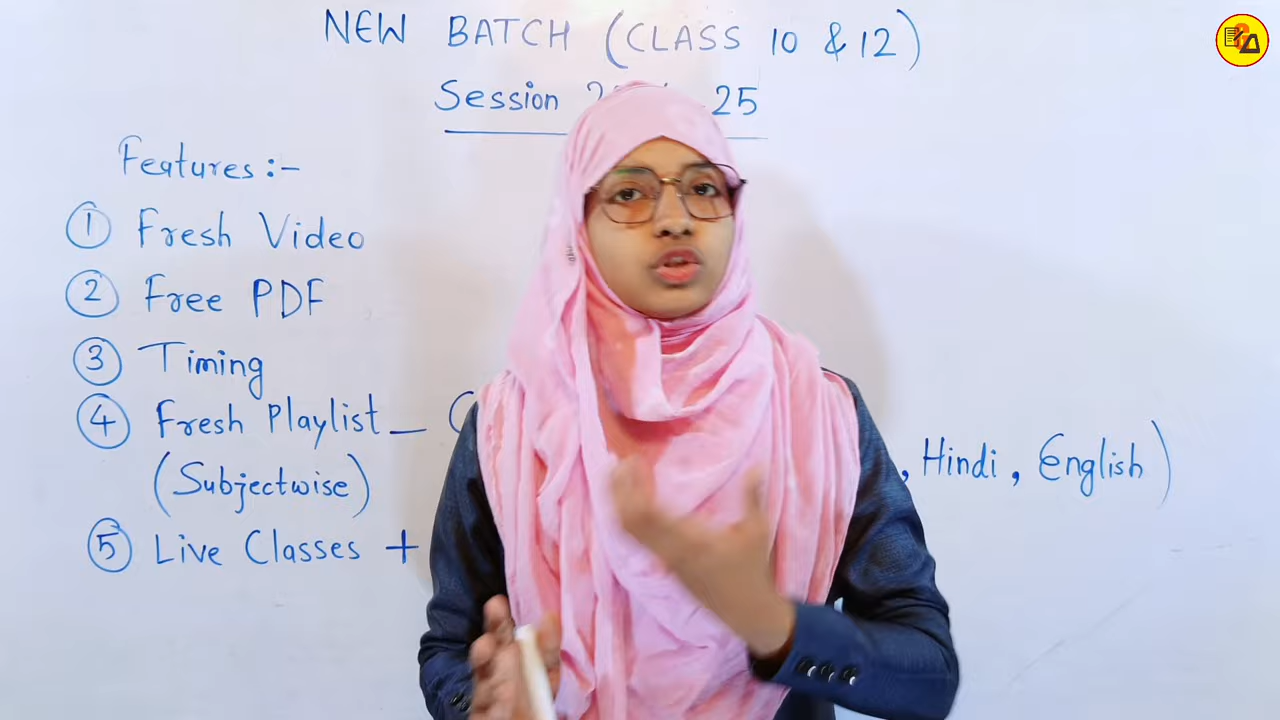 NEW BATCH (CLASS 10 & 12)
Session 25
Features :-
1 Fresh Video
2 Free PDF
3 Timing
4 Fresh Playlist _ (
(Subjectwise) , Hindi , English)
5 Live Classes +